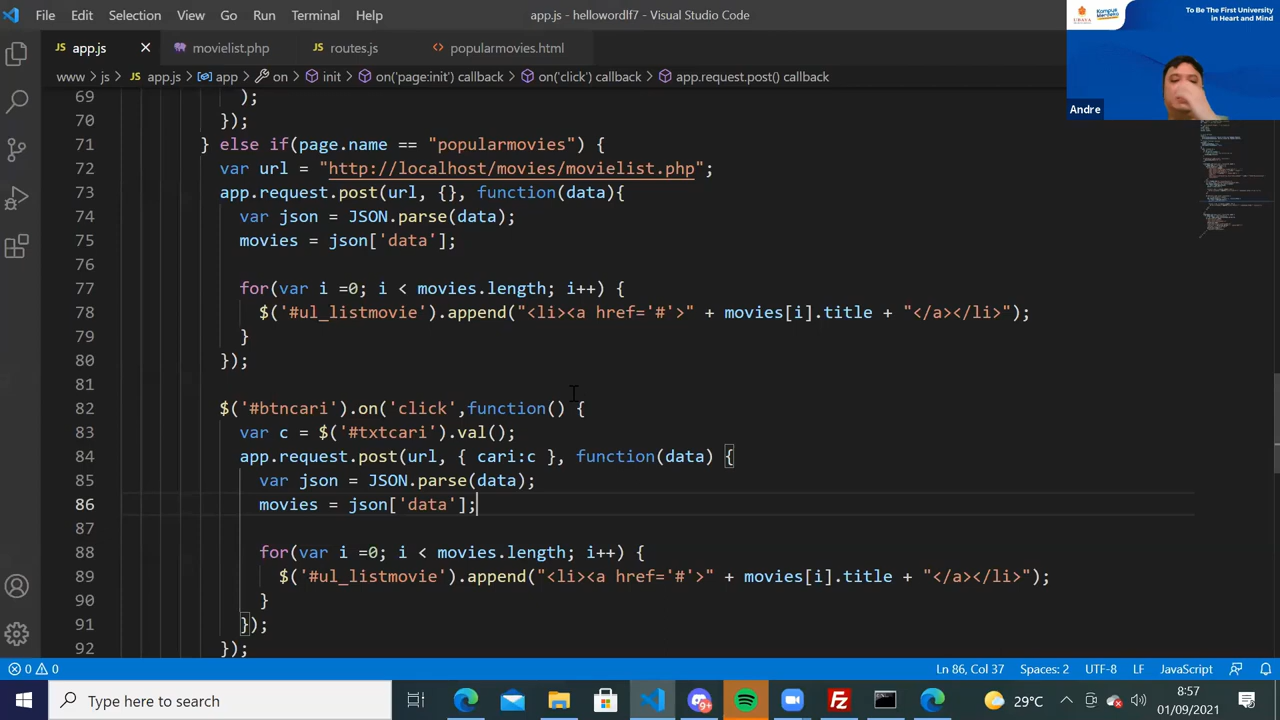 File Edit Selection View Go Run Terminal Help
app.js - hellowordlf7 - Visual Studio Code
UBAYA
Kampus Merdeka
To Be The First University
in Heart and Mind
Andre
app.js movielist.php routes.js popularmovies.html
www > js > app.js > app > on > init > on('page:init') callback > on('click') callback > app.request.post() callback
69 );
70 });
71 } else if(page.name == "popularmovies") {
72 var url = "http://localhost/movies/movielist.php";
73 app.request.post(url, {}, function(data){
74 var json = JSON.parse(data);
75 movies = json['data'];
76
77 for(var i =0; i < movies.length; i++) {
78 $('#ul_listmovie').append("<li><a href='#'>" + movies[i].title + "</a></li>");
79 }
80 });
81
82 $('#btncari').on('click',function() {
83 var c = $('#txtcari').val();
84 app.request.post(url, { cari:c }, function(data) {
85 var json = JSON.parse(data);
86 movies = json['data'];
87
88 for(var i =0; i < movies.length; i++) {
89 $('#ul_listmovie').append("<li><a href='#'>" + movies[i].title + "</a></li>");
90 }
91 });
92 });
0 0
Ln 86, Col 37 Spaces: 2 UTF-8 LF JavaScript
Type here to search
9+
29°C
8:57
01/09/2021